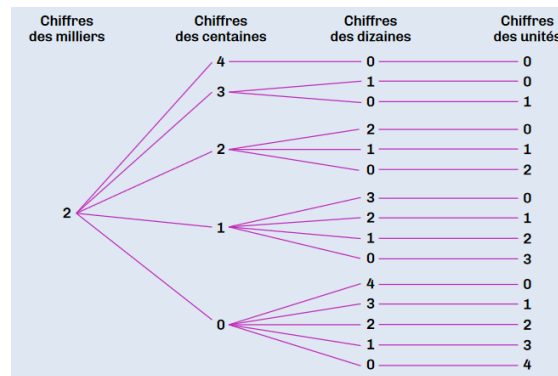 Chiffres des milliers
Chiffres des centaines
Chiffres des dizaines
Chiffres des unités
4 0 0
3 1 0
0 1
2 2 0
1 1
0 2
2
1 3 0
2 1
1 2
0 3
0 4 0
3 1
2 2
1 3
0 4